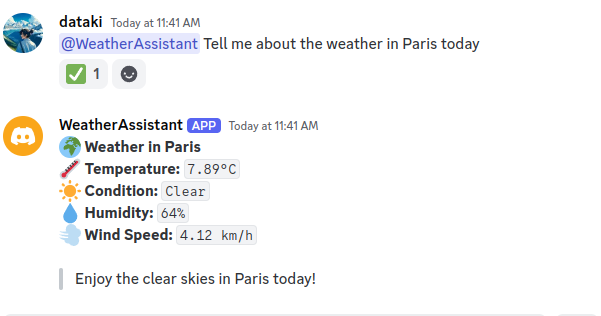 dataki Today at 11:41 AM
@WeatherAssistant Tell me about the weather in Paris today
1
WeatherAssistant APP Today at 11:41 AM
Weather in Paris
Temperature: 7.89°C
Condition: Clear
Humidity: 64%
Wind Speed: 4.12 km/h
Enjoy the clear skies in Paris today!